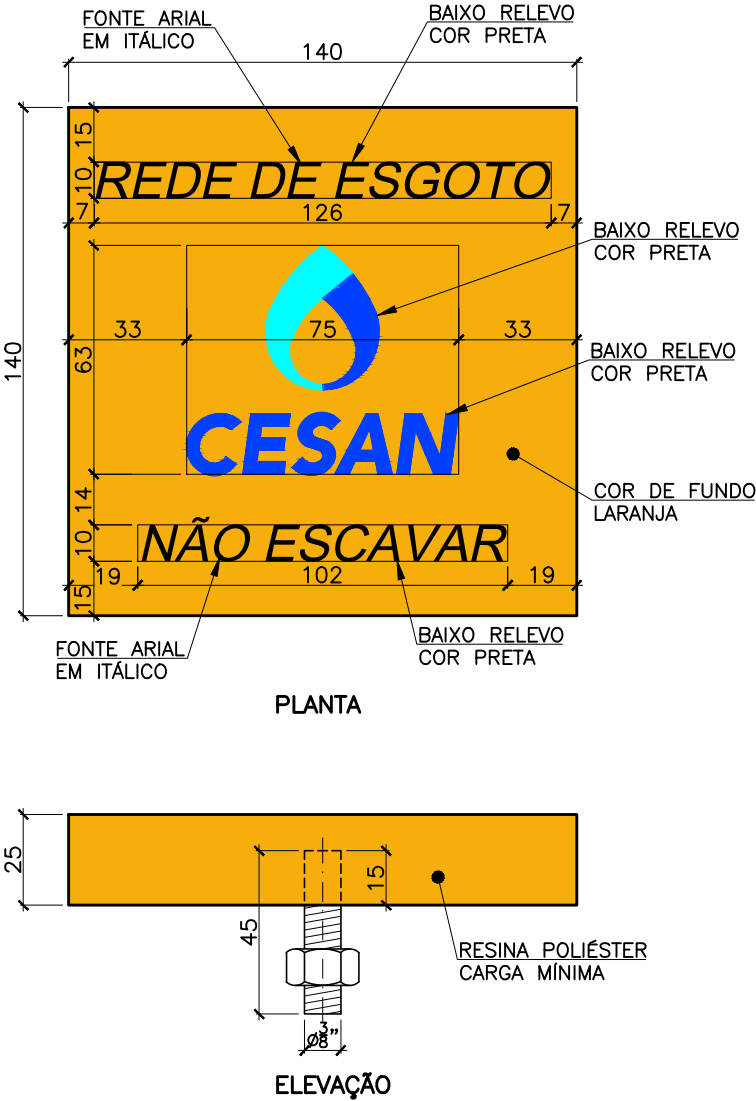 FONTE ARIAL
EM ITÁLICO
BAIXO RELEVO
COR PRETA
140
15
10
REDE DE ESGOTO
7
126
7
BAIXO RELEVO
COR PRETA
33
75
33
63
140
BAIXO RELEVO
COR PRETA
CESAN
14
COR DE FUNDO
LARANJA
10
NÃO ESCAVAR
19
102
19
15
FONTE ARIAL
EM ITÁLICO
BAIXO RELEVO
COR PRETA
PLANTA
25
15
45
RESINA POLIÉSTER
CARGA MÍNIMA
Ø3/8"
ELEVAÇÃO